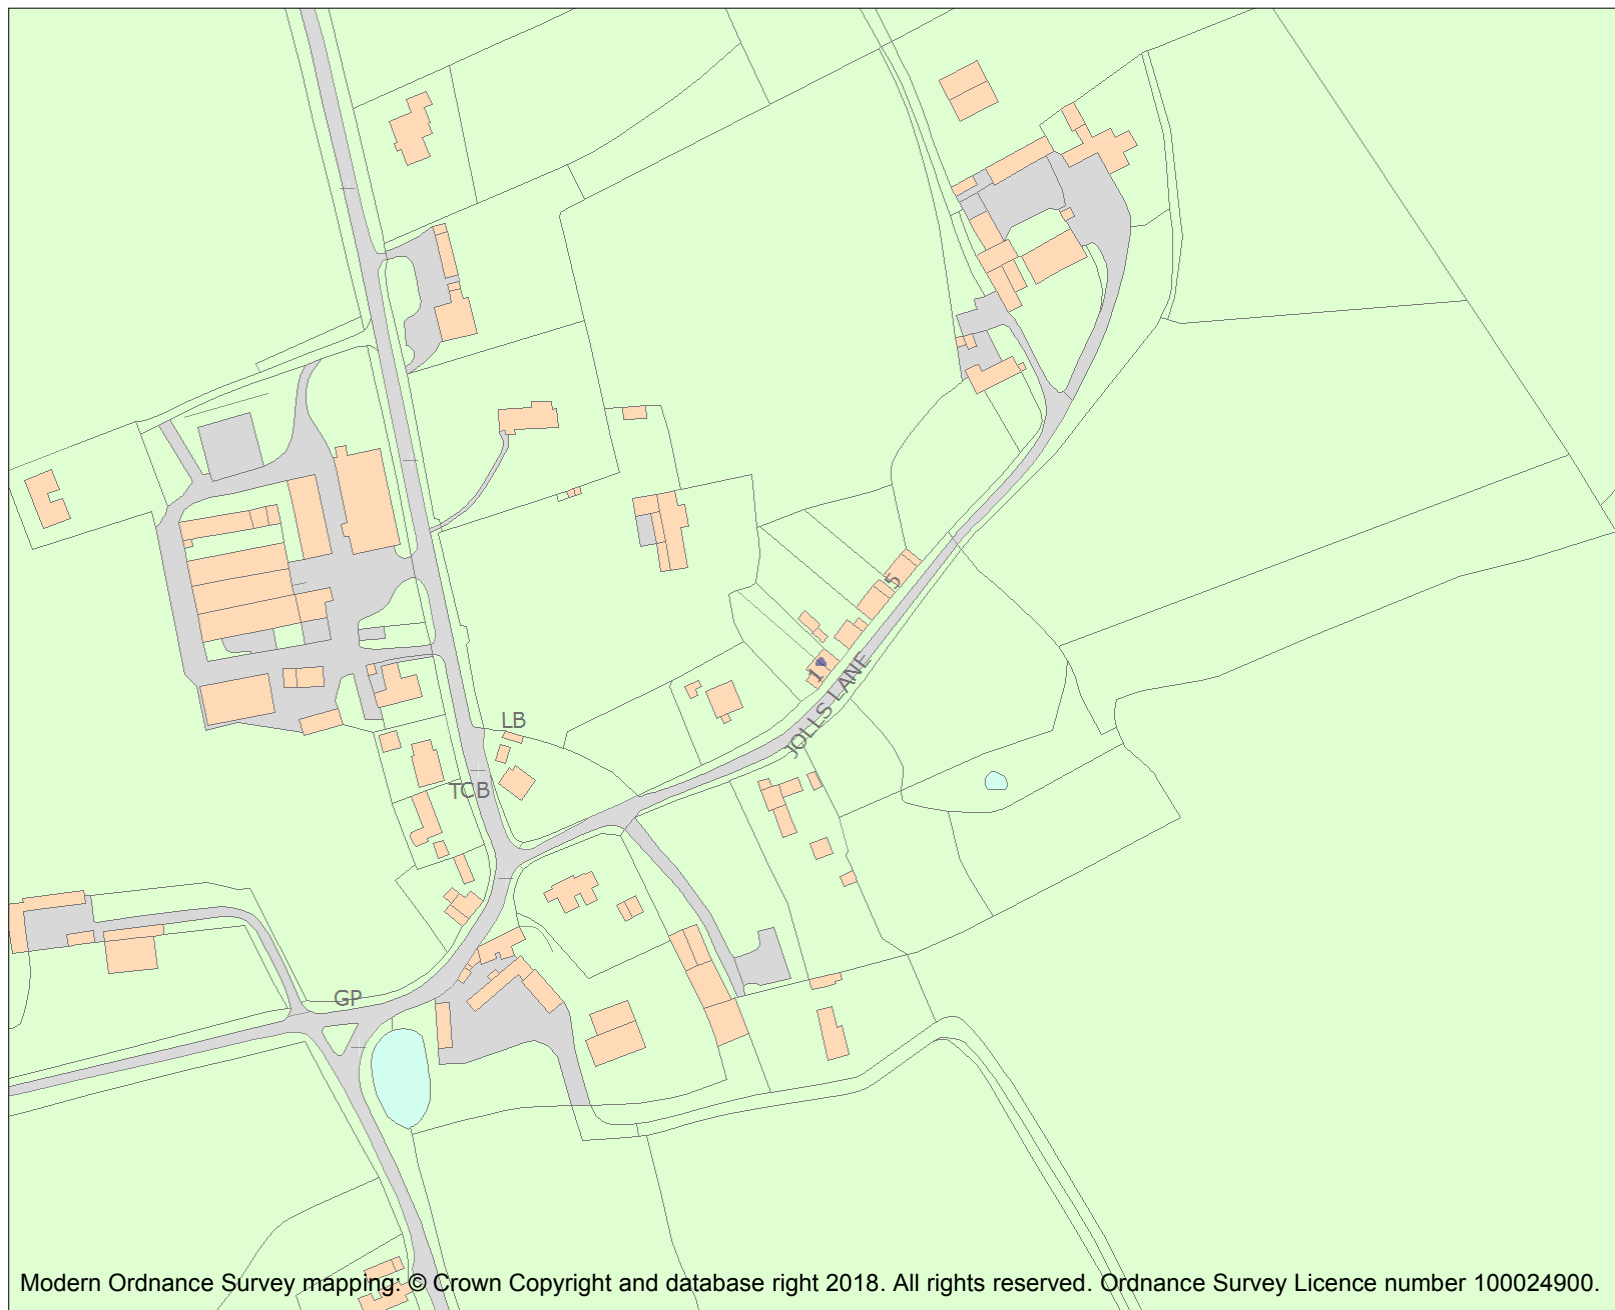 5
1
JOLLS LANE
LB
TCB
GP
Modern Ordnance Survey mapping: © Crown Copyright and database right 2018. All rights reserved. Ordnance Survey Licence number 100024900.